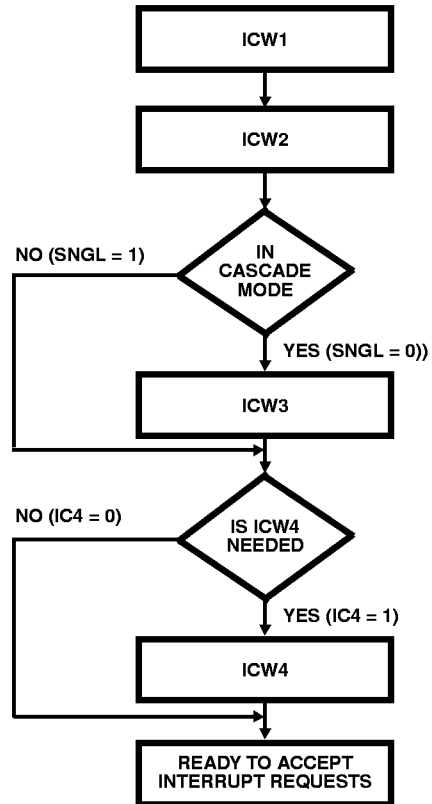 ICW1
ICW2
IN
CASCADE
MODE
NO (SNGL = 1)
YES (SNGL = 0))
ICW3
IS ICW4
NEEDED
NO (IC4 = 0)
YES (IC4 = 1)
ICW4
READY TO ACCEPT
INTERRUPT REQUESTS